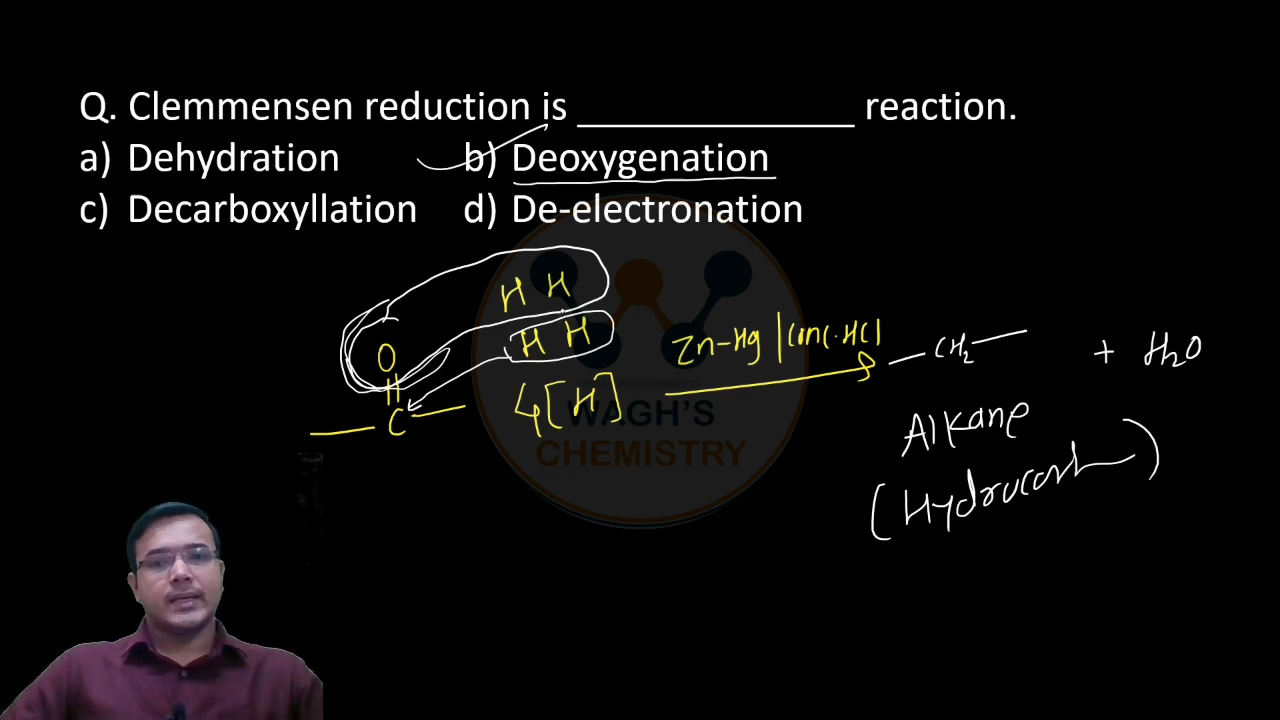 Q. Clemmensen reduction is ______________ reaction.
a) Dehydration b) Deoxygenation
c) Decarboxyllation d) De-electronation
H H
H H
O
C
4[H]
Zn-Hg | Conc. HCl
CH₂
+ H₂O
Alkane
WAGH'S
CHEMISTRY